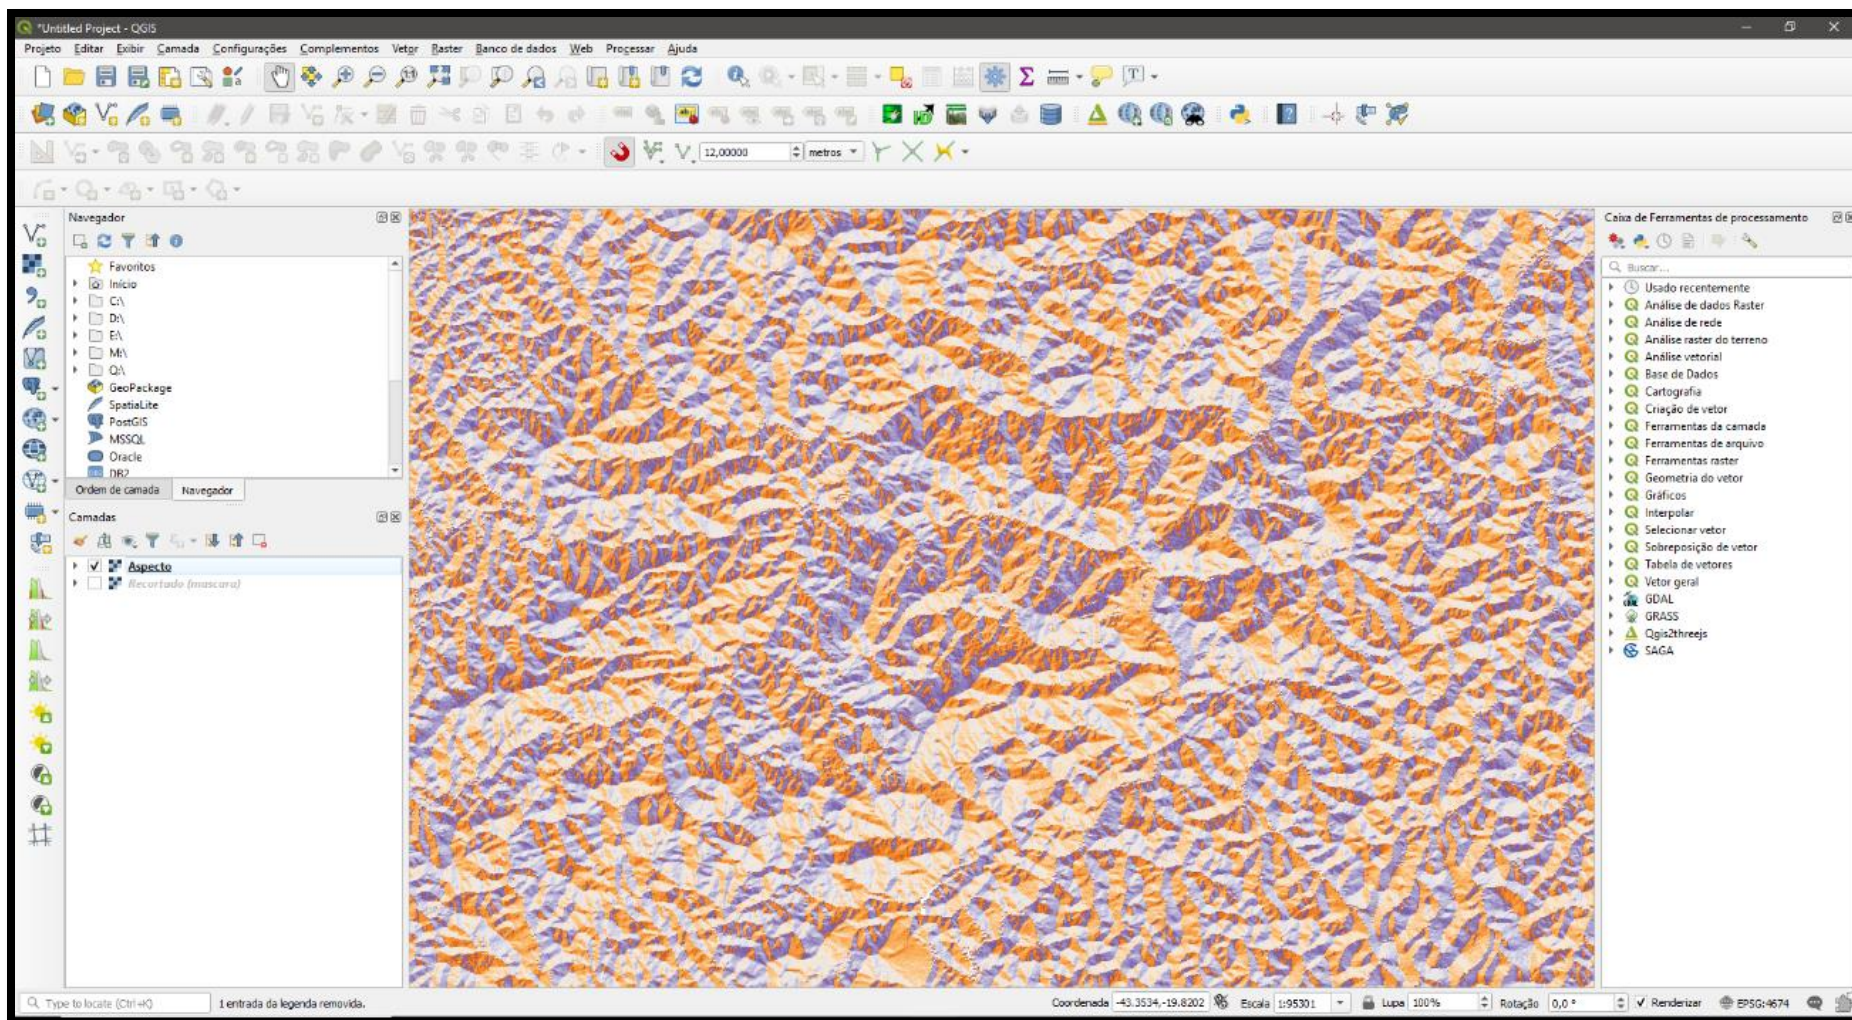 *Untitled Project - QGIS
Projeto Editar Exibir Camada Configurações Complementos Vetor Raster Banco de dados Web Processar Ajuda
12,00000 metros
Navegador
Favoritos
Início
C:\
D:\
E:\
M:\
Q:\
GeoPackage
SpatiaLite
PostGIS
MSSQL
Oracle
DB2
Ordem de camada Navegador
Camadas
Aspecto
Recortado (mascara)
Caixa de Ferramentas de processamento
Buscar...
Usado recentemente
Análise de dados Raster
Análise de rede
Análise raster do terreno
Análise vetorial
Base de Dados
Cartografia
Criação de vetor
Ferramentas da camada
Ferramentas de arquivo
Ferramentas raster
Geometria do vetor
Gráficos
Interpolar
Selecionar vetor
Sobreposição de vetor
Tabela de vetores
Vetor geral
GDAL
GRASS
Qgis2threejs
SAGA
Type to locate (Ctrl+K) 1 entrada da legenda removida. Coordenada -43.3534,-19.8202 Escala 1:95301 Lupa 100% Rotação 0,0 ° Renderizar EPSG:4674